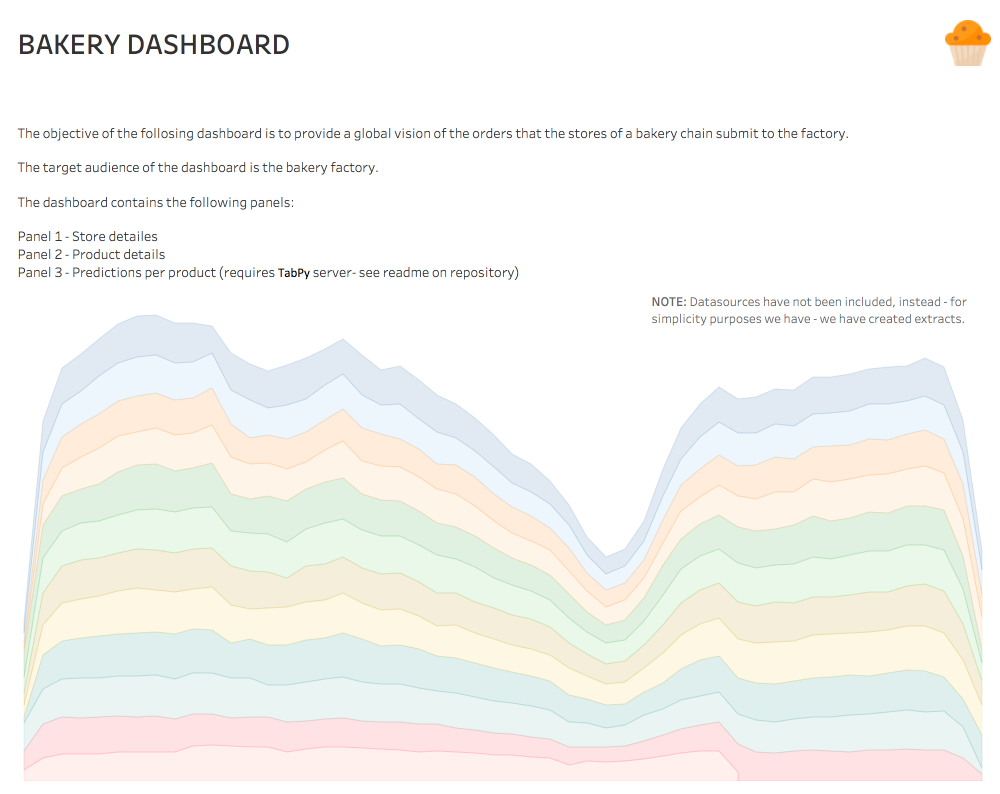 BAKERY DASHBOARD
The objective of the follosing dashboard is to provide a global vision of the orders that the stores of a bakery chain submit to the factory.
The target audience of the dashboard is the bakery factory.
The dashboard contains the following panels:
Panel 1 - Store detailes
Panel 2 - Product details
Panel 3 - Predictions per product (requires TabPy server- see readme on repository)
NOTE: Datasources have not been included, instead - for
simplicity purposes we have - we have created extracts.